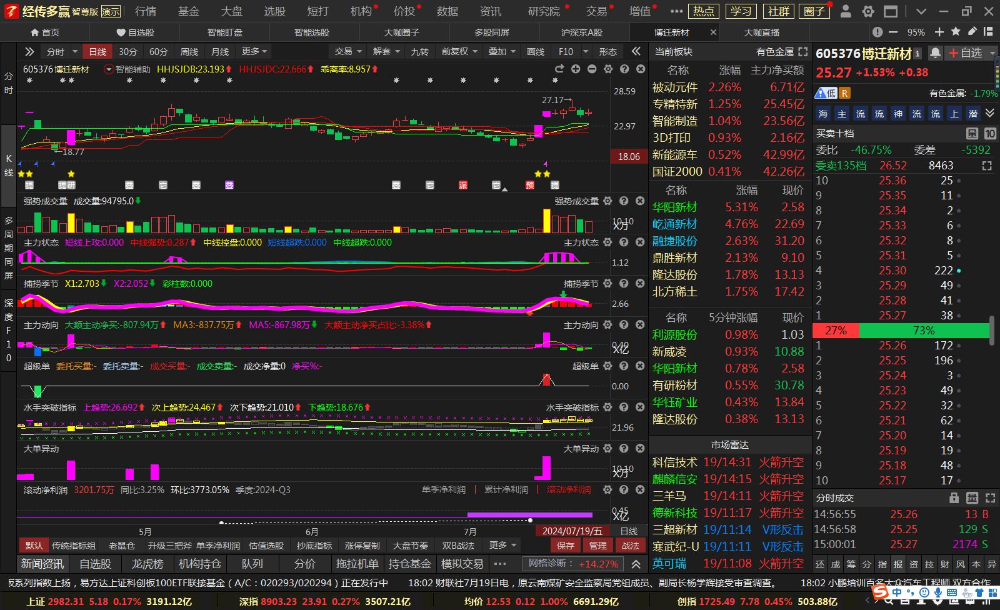 经传多赢 智尊版 演示 行情 基金 大盘 选股 短打 机构 价投 数据 资讯 研究院 交易 增值 热点 学习 社群 圈子
首页 自选股 智能盯盘 智能选股 大咖圈子 多股同屏 沪深京A股 博迁新材 大咖直播 95%
分时 日线 30分 60分 周线 月线 更多 交易 解套 九转 前复权 叠加 画线 F10 形态
605376博迁新材 智能辅助 HHJSJDB:23.193 HHJSJDC:22.666 乖离率:8.957
28.59
27.17
22.97
18.77
18.06
提 提 研 派 预 提
强势成交量 成交量:94795.0 强势成交量
10.10
X万
主力状态 短线上攻:0.000 中线强势:0.287 中线控盘:0.000 短线超跌:0.000 中线超跌:0.000 主力状态
1.12
捕捞季节 X1:2.703 X2:2.052 彩柱数:0.000 捕捞季节
2.66
主力动向 大额主动净买:-807.94万 MA3:-837.75万 MA5:-867.98万 大额主动净买占比:-3.38% 主力动向
0.40
X亿
超级单 委托买量:- 委托卖量:- 成交买量:- 成交卖量:- 成交净量:0 净买%:- 超级单
0.00
水手突破指标 上趋势:26.692 次上趋势:24.467 次下趋势:21.010 下趋势:18.676 水手突破指标
21.96
大单异动 大单异动
10.10
X万
滚动净利润 3201.75万 同比:3.25% 环比:3773.05% 季度:2024-Q3 单季净利润 累计净利润 滚动净利润
0.45
X亿
5月 6月 7月 2024/07/19/五 日线
默认 传统指标组 老鼠仓 升级三把斧 单季净利润 估值选股 抄底指标 涨停复制 大盘节奏 双B战法 更多 保存 管理 战法
新闻资讯 自选股 龙虎榜 机构持仓 队列 分价 拖拉机单 持仓基金 模拟交易 网格诊断： +14.27%
分时
K线
多周期同屏
深度F10
当前板块 有色金属
名称 涨幅 主力净买额
被动元件 2.26% 6.71亿
专精特新 1.25% 25.45亿
智能制造 1.04% 23.56亿
3D打印 0.93% 2.16亿
新能源车 0.52% 42.99亿
国证2000 0.41% 42.26亿
名称 涨幅 现价
华阳新材 5.31% 2.58
屹通新材 4.76% 22.69
融捷股份 2.63% 31.20
鼎胜新材 2.13% 9.10
隆达股份 1.78% 13.13
北方稀土 1.75% 17.42
名称 5分钟涨幅 现价
利源股份 0.98% 1.03
新威凌 0.93% 10.88
华阳新材 0.78% 2.58
有研粉材 0.55% 30.78
华钰矿业 0.43% 13.84
隆达股份 0.38% 13.13
市场雷达
科信技术 19/14:31 火箭升空
麒麟信安 19/14:15 火箭升空
三羊马 19/14:11 火箭升空
德新科技 19/11:17 火箭升空
三超新材 19/11:14 V形反击
寒武纪-U 19/11:11 V形反击
英可瑞 19/11:08 火箭升空
605376博迁新材 自选
25.27 +1.53% +0.38
低 R 有色金属: -1.79%
海 主 流 流 神 流 流 上 潜
买卖十档 量 10
委比 -46.75% 委差 -5392
委卖135档 26.52 8463
10 25.36 25
9 25.35 11
8 25.34 2
7 25.33 6
6 25.32 8
5 25.31 5
4 25.30 222
3 25.29 49
2 25.28 41
1 25.27 38
27% 73%
1 25.26 172
2 25.25 196
3 25.24 3
4 25.23 49
5 25.22 32
6 25.21 62
7 25.20 14
8 25.19 19
9 25.18 48
10 25.17 17
分时成交 量
14:56:55 25.26 13 B
14:56:58 25.25 129 S
15:00:01 25.27 2174 S
还 成 筹 分 指 报 资 技 财 风 本 异
板系列指数上扬，易方达上证科创板100ETF联接基金（A/C：020293/020294）正在发行中 18:02 财联社7月19日电，原云南煤矿安全监察局党组成员、副局长杨学辉接受审查调查。 18:02 小鹏培训百名大众汽车工程师 双方合作
上证 2982.31 5.18 0.17% 3191.12亿 深指 8903.23 23.91 0.27% 3507.21亿 均价 12.53 0.12 1.00% 6691.29亿 创指 1725.49 7.78 0.45% 503.88亿
中